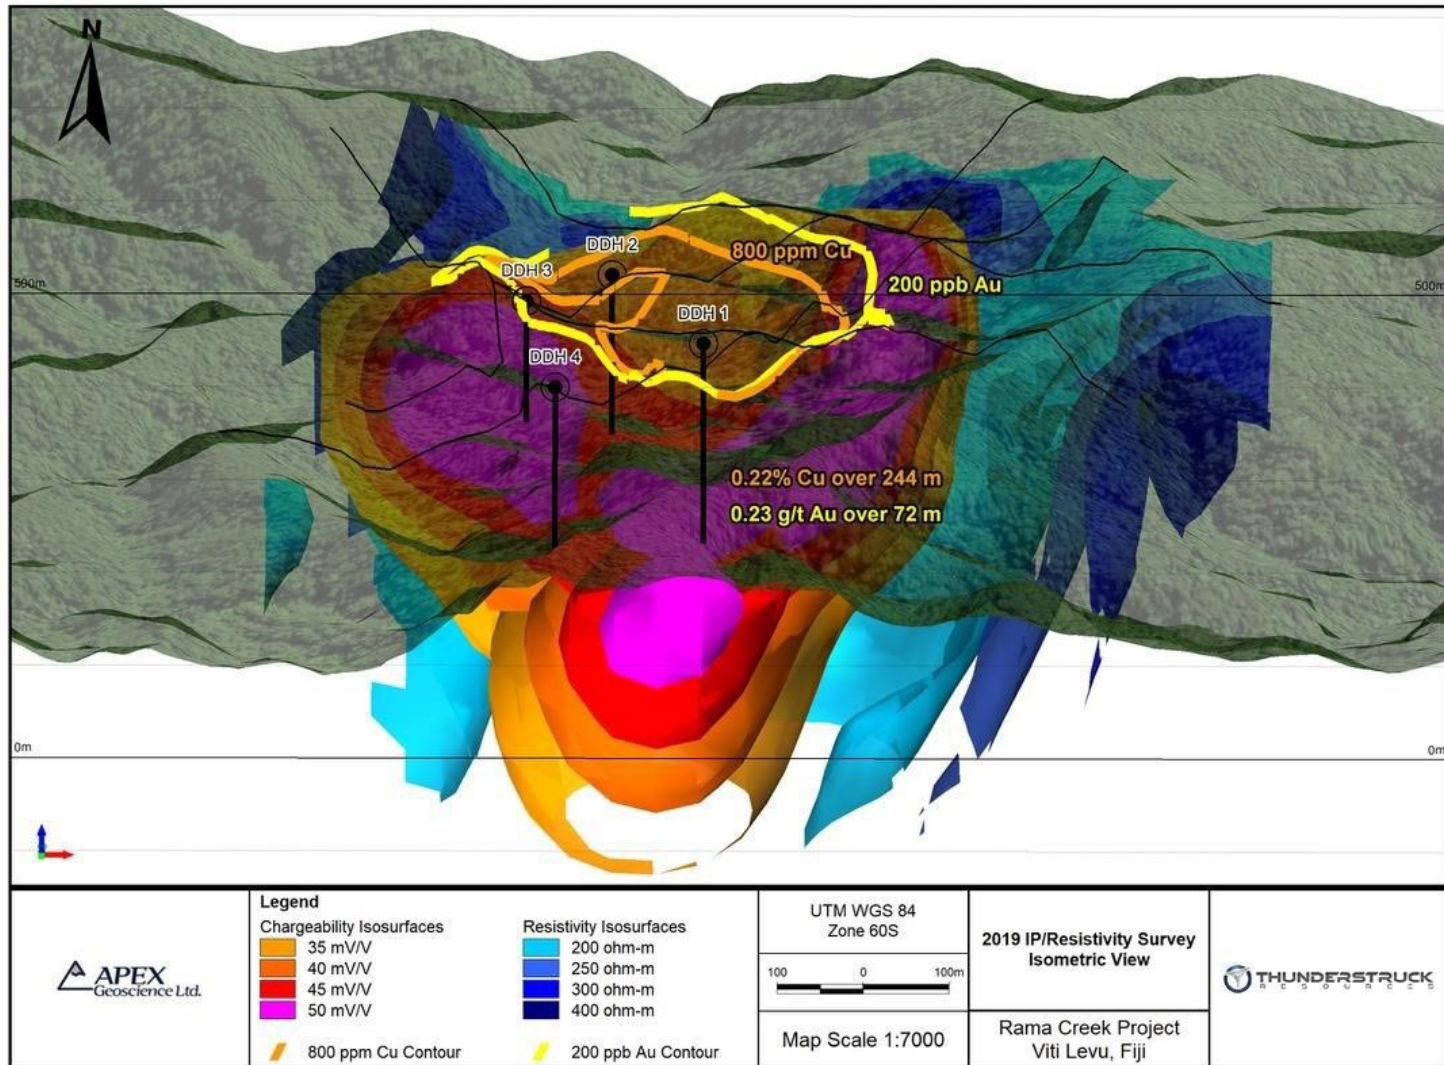 N
800 ppm Cu
DDH 2
DDH 3
500m
500m
200 ppb Au
DDH 1
DDH 4
0.22% Cu over 244 m
0.23 g/t Au over 72 m
0m
0m
APEX
Geoscience Ltd.
Legend
Chargeability Isosurfaces
35 mV/V
40 mV/V
45 mV/V
50 mV/V
800 ppm Cu Contour
Resistivity Isosurfaces
200 ohm-m
250 ohm-m
300 ohm-m
400 ohm-m
200 ppb Au Contour
UTM WGS 84
Zone 60S
100 0 100m
Map Scale 1:7000
2019 IP/Resistivity Survey
Isometric View
Rama Creek Project
Viti Levu, Fiji
THUNDERSTRUCK
RESOURCES